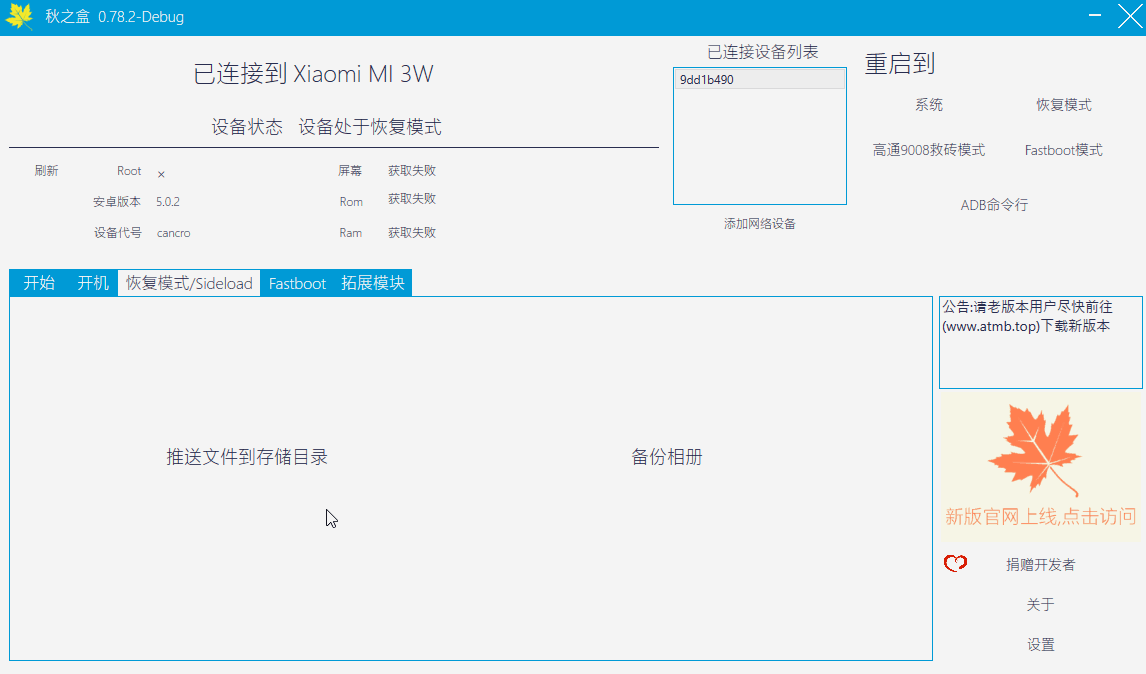 秋之盒 0.78.2-Debug
已连接到 Xiaomi MI 3W
设备状态 设备处于恢复模式
刷新 Root × 屏幕 获取失败
安卓版本 5.0.2 Rom 获取失败
设备代号 cancro Ram 获取失败
已连接设备列表
9dd1b490
添加网络设备
重启到
系统 恢复模式
高通9008救砖模式 Fastboot模式
ADB命令行
开始 开机 恢复模式/Sideload Fastboot 拓展模块
推送文件到存储目录 备份相册
公告:请老版本用户尽快前往
(www.atmb.top)下载新版本
新版官网上线,点击访问
捐赠开发者
关于
设置